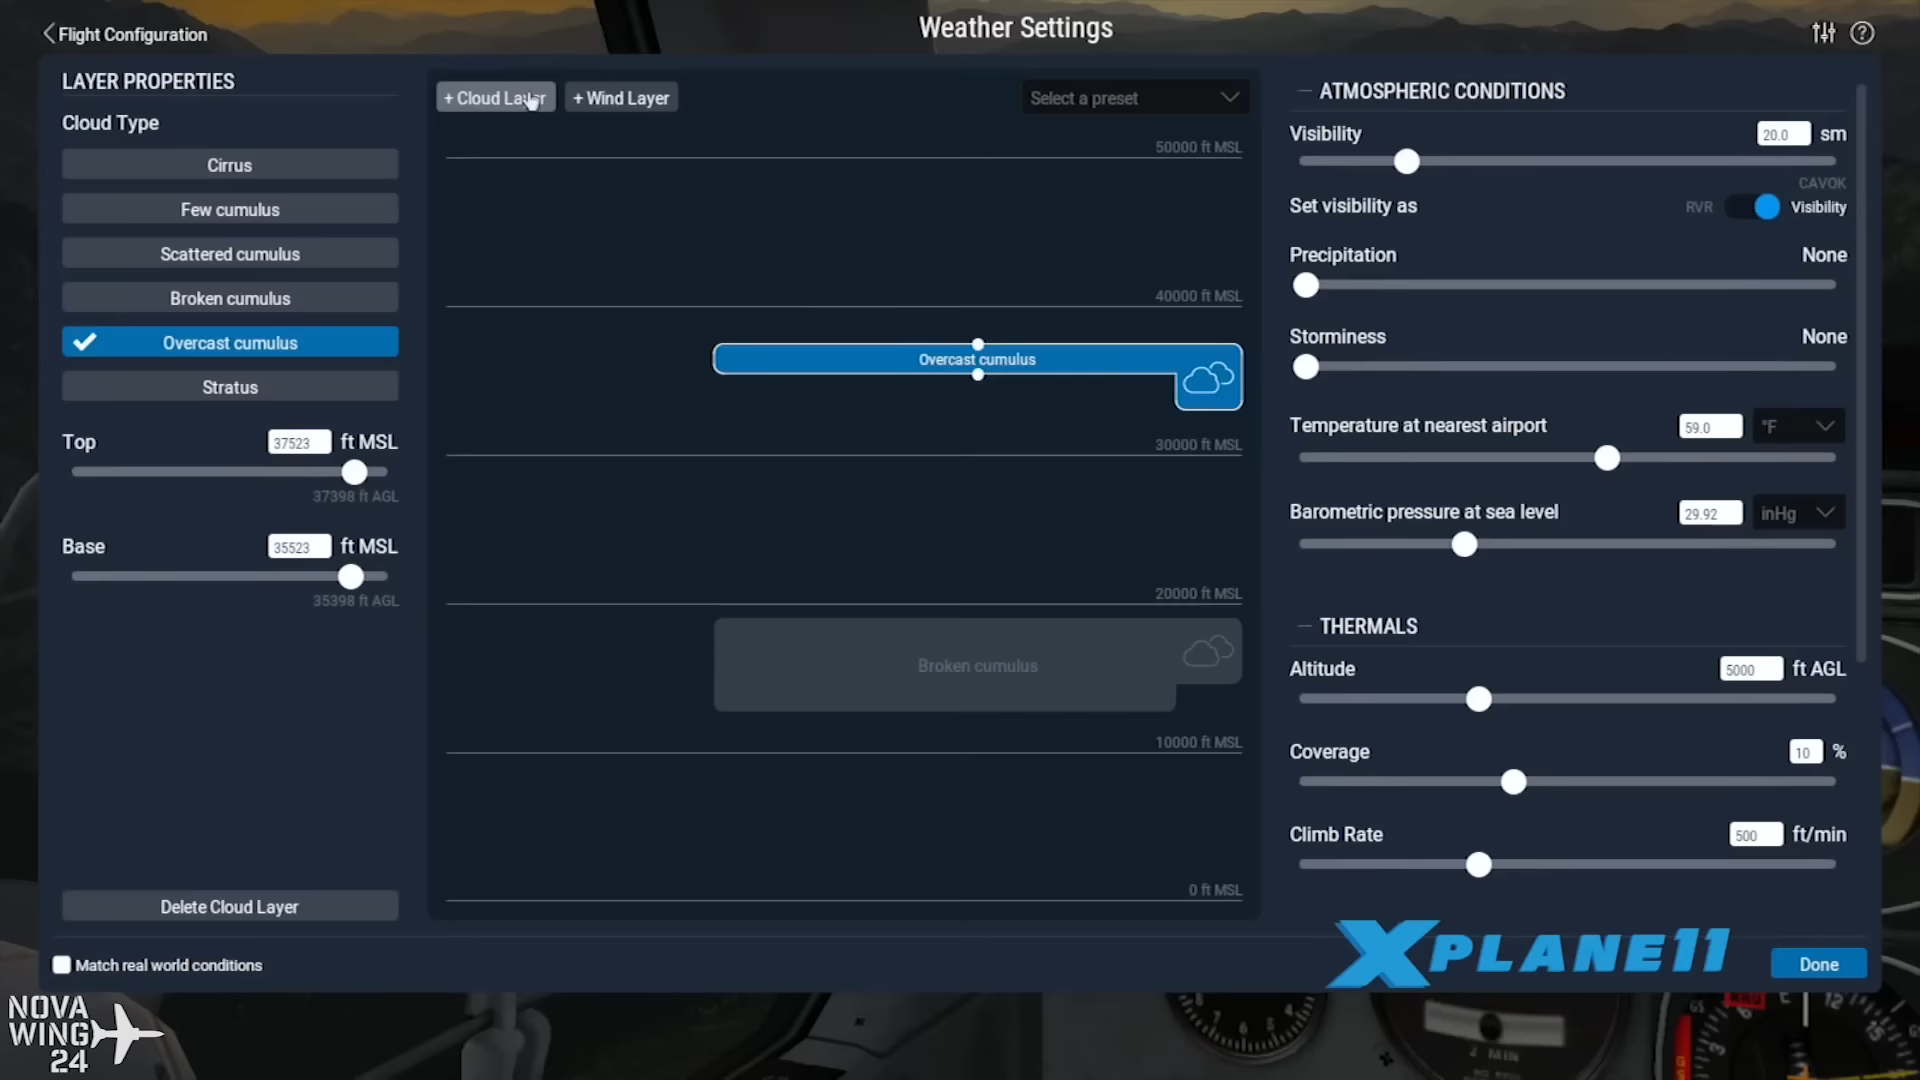 Flight Configuration
Weather Settings
LAYER PROPERTIES
Cloud Type
Cirrus
Few cumulus
Scattered cumulus
Broken cumulus
Overcast cumulus
Stratus
Top 37523 ft MSL
37398 ft AGL
Base 35523 ft MSL
35398 ft AGL
Delete Cloud Layer
Match real world conditions
+ Cloud Layer + Wind Layer Select a preset
50000 ft MSL
40000 ft MSL
Overcast cumulus
30000 ft MSL
20000 ft MSL
Broken cumulus
10000 ft MSL
0 ft MSL
ATMOSPHERIC CONDITIONS
Visibility 20.0 sm
CAVOK
Set visibility as RVR Visibility
Precipitation None
Storminess None
Temperature at nearest airport 59.0 °F
Barometric pressure at sea level 29.92 inHg
THERMALS
Altitude 5000 ft AGL
Coverage 10 %
Climb Rate 500 ft/min
XPLANE11
Done
NOVA
WING
24
2 MIN